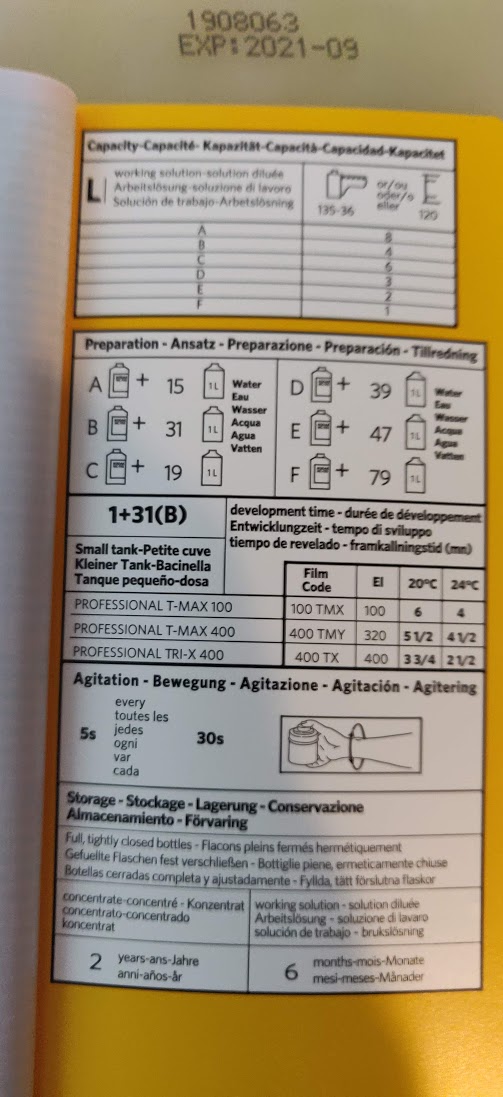 1908063
EXP:2021-09
Capacity-Capacité- Kapazität-Capacità-Capacidad-Kapacitet
L
working solution-solution diluée
Arbeitslösung-soluzione di lavoro
Solución de trabajo-Arbetslösning
135-36
or/ou
oder/o
eller
120
A 8
B 4
C 6
D 3
E 2
F 1
Preparation - Ansatz - Preparazione - Preparación - Tillredning
A + 15 1L
B + 31 1L
C + 19 1L
Water
Eau
Wasser
Acqua
Agua
Vatten
D + 39 1L
E + 47 1L
F + 79 1L
Water
Eau
Wasser
Acqua
Agua
Vatten
1+31(B)
Small tank-Petite cuve
Kleiner Tank-Bacinella
Tanque pequeño-dosa
development time - durée de développement
Entwicklungzeit - tempo di sviluppo
tiempo de revelado - framkallningstid (mn)
Film Code EI 20°C 24°C
PROFESSIONAL T-MAX 100 100 TMX 100 6 4
PROFESSIONAL T-MAX 400 400 TMY 320 5 1/2 4 1/2
PROFESSIONAL TRI-X 400 400 TX 400 3 3/4 2 1/2
Agitation - Bewegung - Agitazione - Agitación - Agitering
5s
every
toutes les
jedes
ogni
var
cada
30s
Storage - Stockage - Lagerung - Conservazione
Almacenamiento - Förvaring
Full, tightly closed bottles - Flacons pleins fermés hermétiquement
Gefuellte Flaschen fest verschließen - Bottiglie piene, ermeticamente chiuse
Botellas cerradas completa y ajustadamente - Fyllda, tätt förslutna flaskor
concentrate-concentré - Konzentrat
concentrato-concentrado
koncentrat
working solution - solution diluée
Arbeitslösung - soluzione di lavaro
solución de trabajo - brukslösning
2 years-ans-Jahre
anni-años-år
6 months-mois-Monate
mesi-meses-Månader